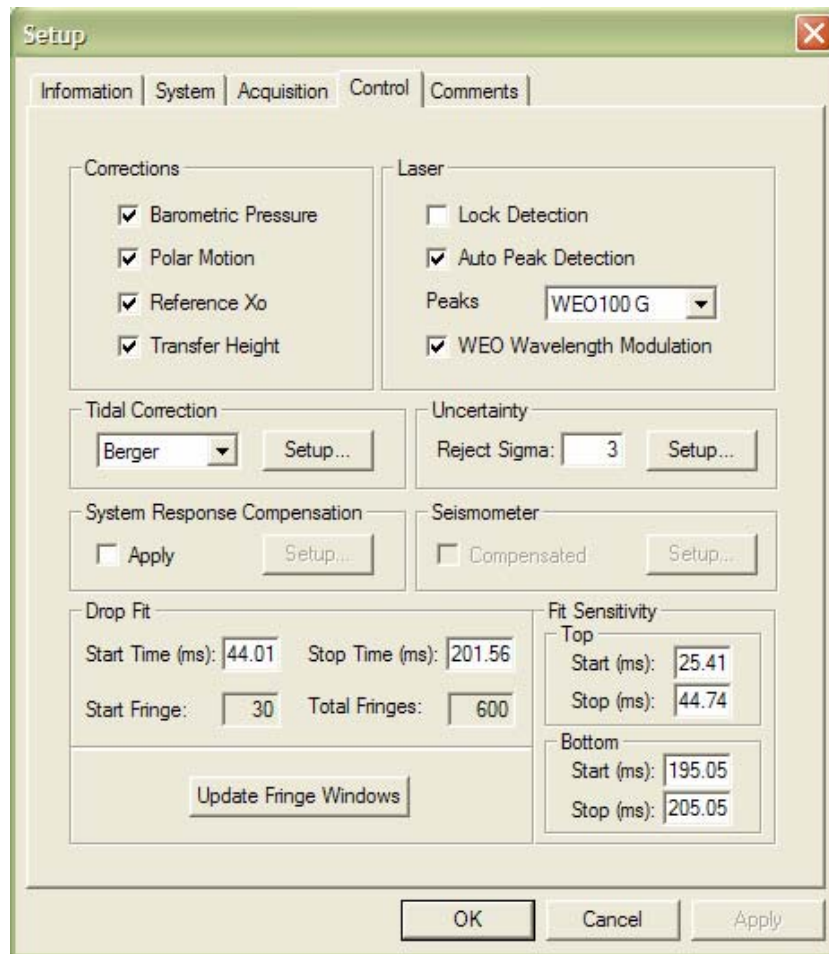 Setup
Information System Acquisition Control Comments
Corrections
Barometric Pressure
Polar Motion
Reference Xo
Transfer Height
Laser
Lock Detection
Auto Peak Detection
Peaks WEO100 G
WEO Wavelength Modulation
Tidal Correction
Berger Setup...
Uncertainty
Reject Sigma: 3 Setup...
System Response Compensation
Apply Setup...
Seismometer
Compensated Setup...
Drop Fit
Start Time (ms): 44.01 Stop Time (ms): 201.56
Start Fringe: 30 Total Fringes: 600
Update Fringe Windows
Fit Sensitivity
Top
Start (ms): 25.41
Stop (ms): 44.74
Bottom
Start (ms): 195.05
Stop (ms): 205.05
OK Cancel Apply